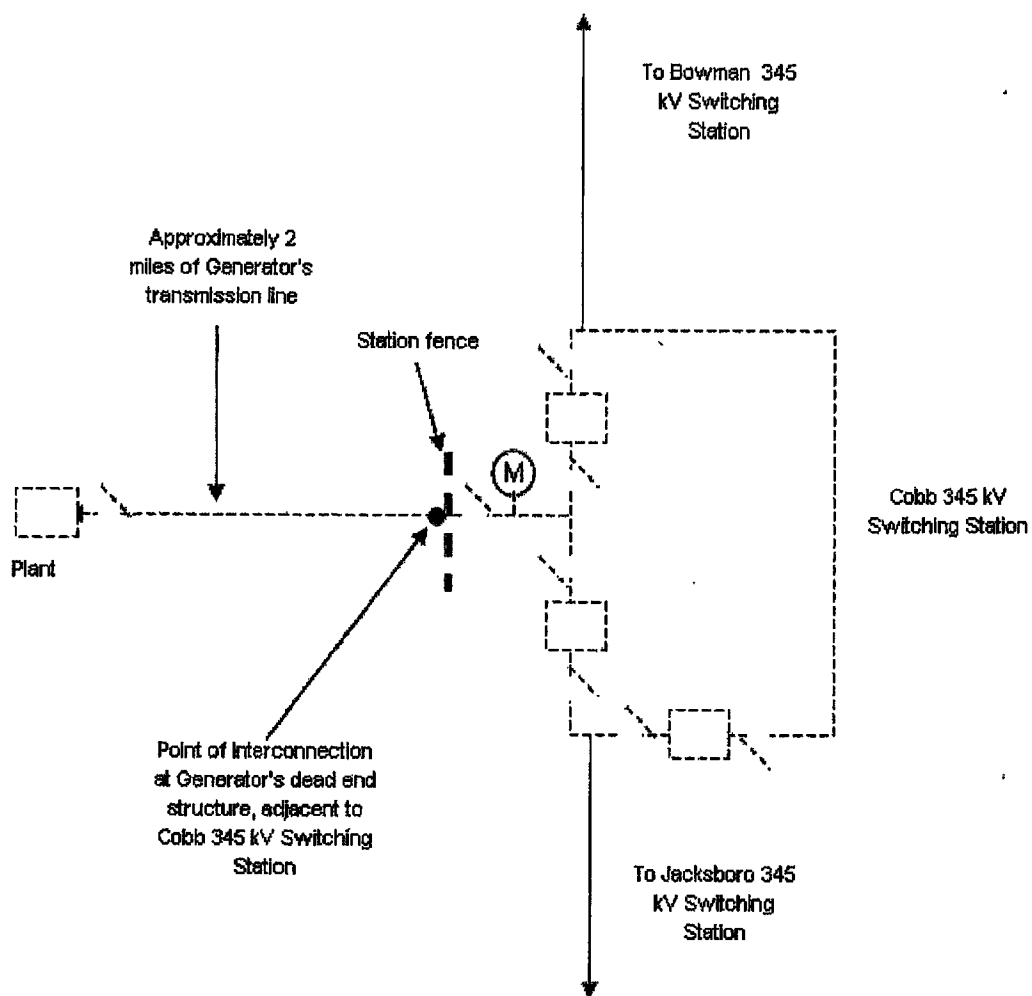 To Bowman 345
kV Switching
Station
Approximately 2
miles of Generator's
transmission line
Station fence
M
Cobb 345 kV
Switching Station
Plant
Point of Interconnection
at Generator's dead end
structure, adjacent to
Cobb 345 kV Switching
Station
To Jacksboro 345
kV Switching
Station